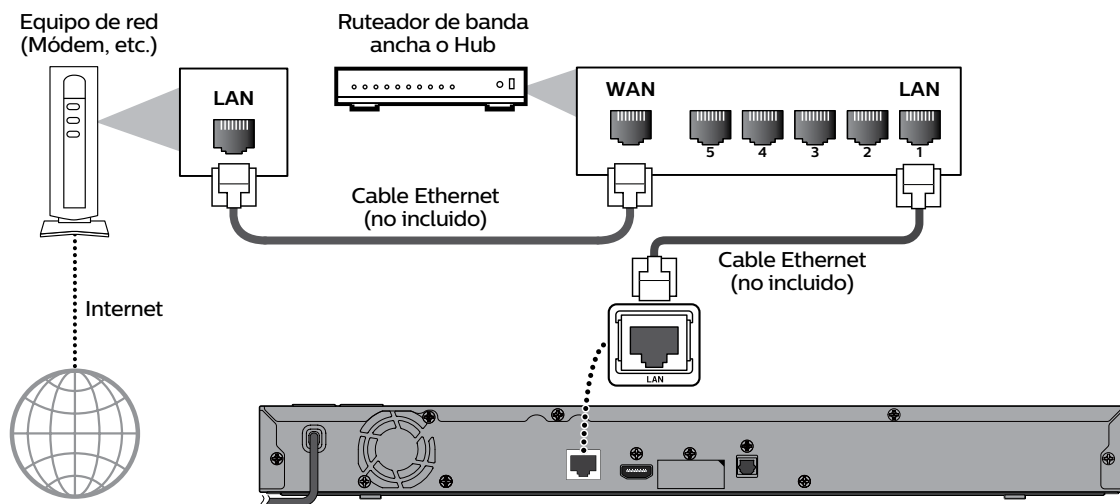 Equipo de red
(Módem, etc.)
Ruteador de banda
ancha o Hub
LAN
WAN
LAN
5
4
3
2
1
Cable Ethernet
(no incluido)
Cable Ethernet
(no incluido)
Internet
LAN